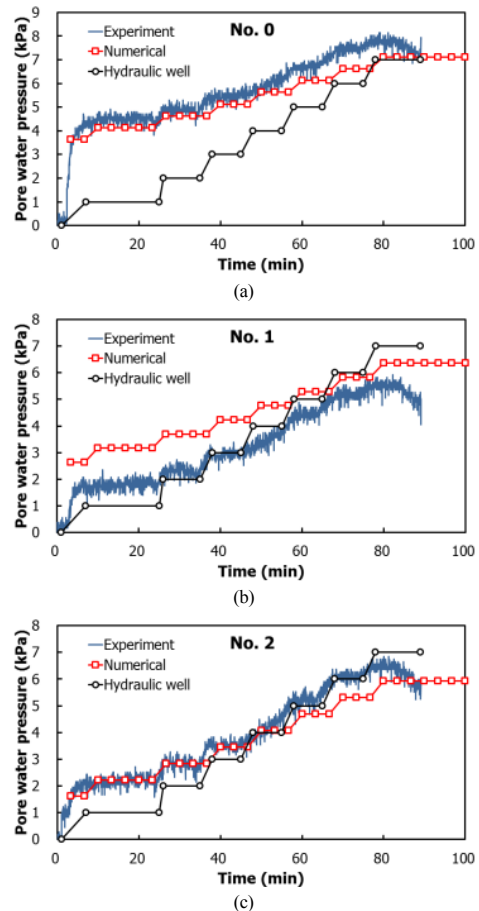 No. 0
Experiment
Numerical
Hydraulic well
Pore water pressure (kPa)
9
8
7
6
5
4
3
2
1
0
0 20 40 60 80 100
Time (min)
(a)
No. 1
Experiment
Numerical
Hydraulic well
Pore water pressure (kPa)
8
7
6
5
4
3
2
1
0
0 20 40 60 80 100
Time (min)
(b)
No. 2
Experiment
Numerical
Hydraulic well
Pore water pressure (kPa)
8
7
6
5
4
3
2
1
0
0 20 40 60 80 100
Time (min)
(c)